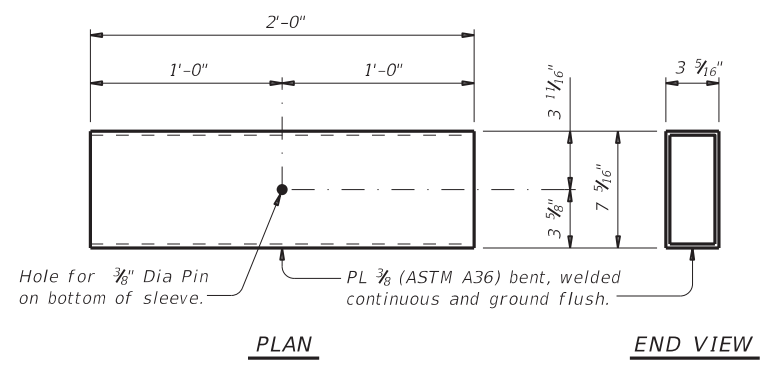 2'-0"
1'-0"
1'-0"
3 5/16"
3 11/16"
7 5/16"
3 5/8"
Hole for 3/8" Dia Pin
on bottom of sleeve.
PL 3/8 (ASTM A36) bent, welded
continuous and ground flush.
PLAN
END VIEW